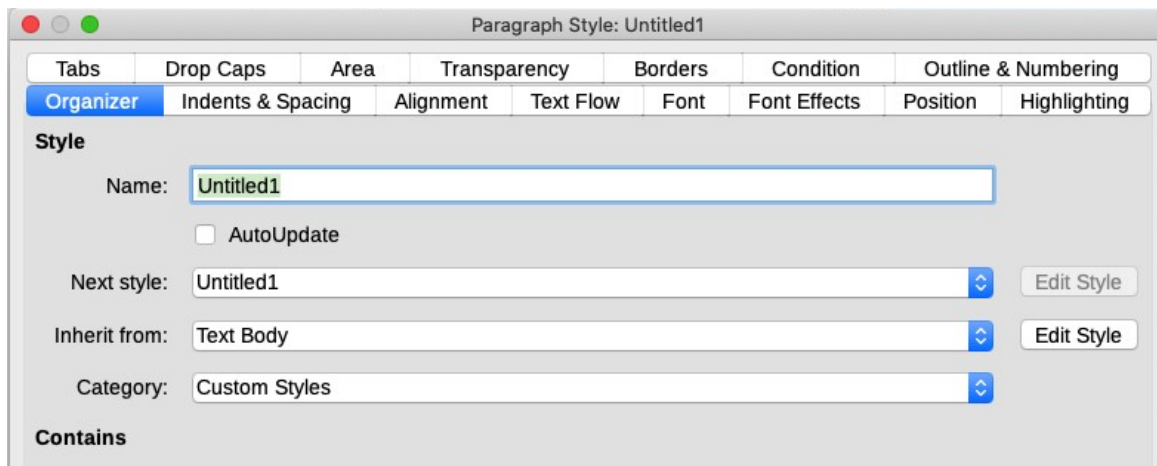 Paragraph Style: Untitled1
Tabs Drop Caps Area Transparency Borders Condition Outline & Numbering
Organizer Indents & Spacing Alignment Text Flow Font Font Effects Position Highlighting
Style
Name: Untitled1
AutoUpdate
Next style: Untitled1 Edit Style
Inherit from: Text Body Edit Style
Category: Custom Styles
Contains